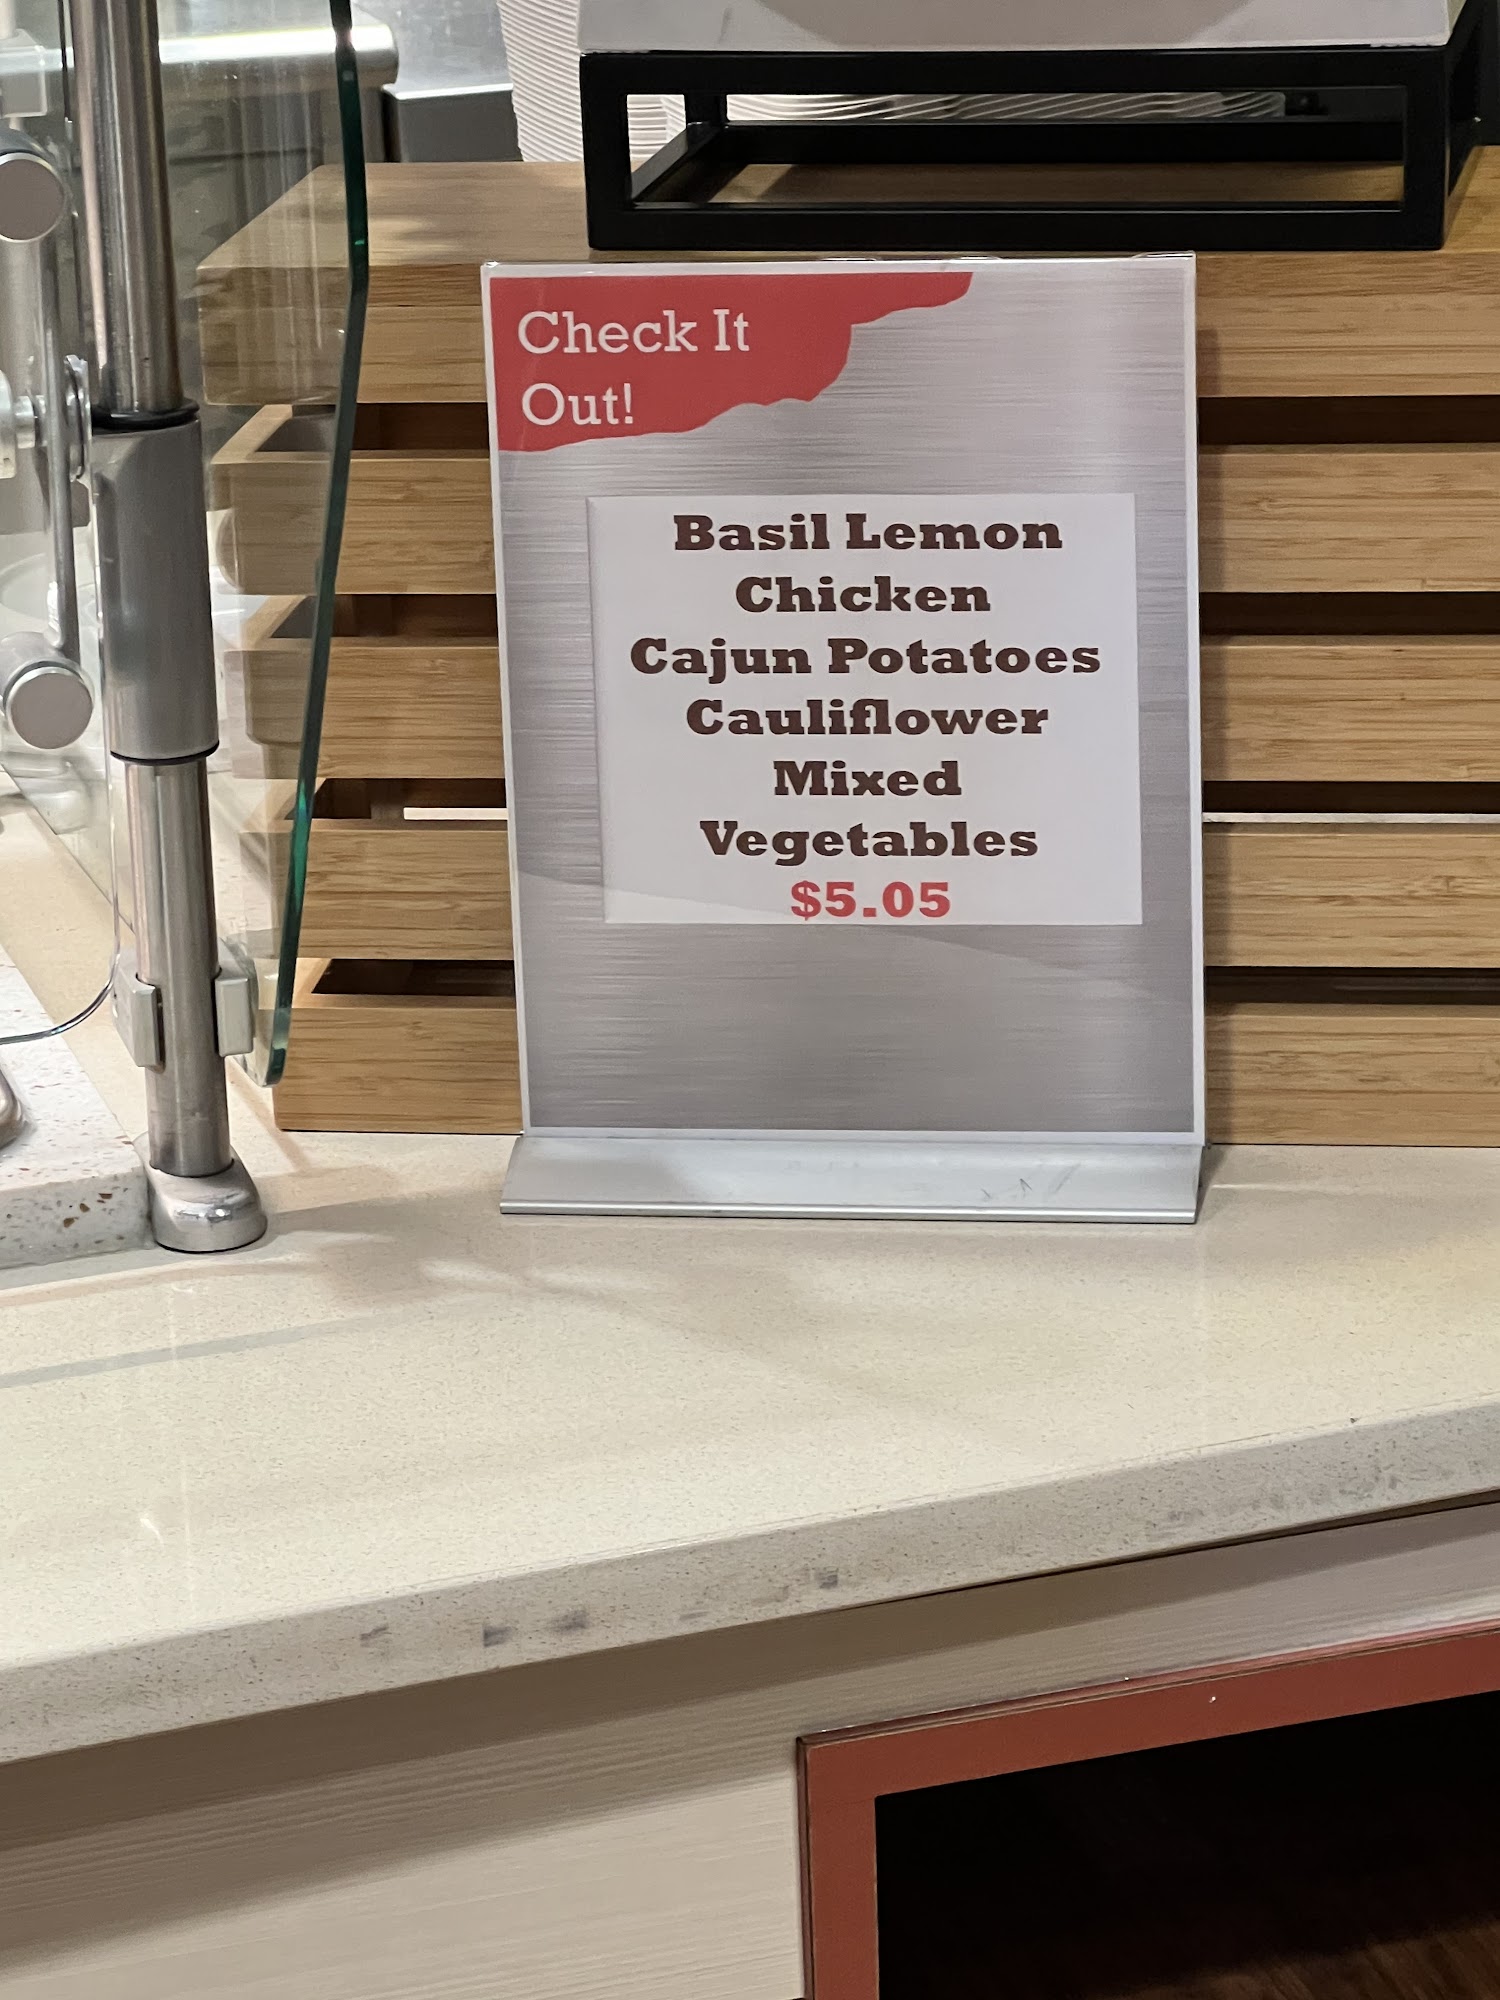 Check It
Out!
Basil Lemon
Chicken
Cajun Potatoes
Cauliflower
Mixed
Vegetables
$5.05